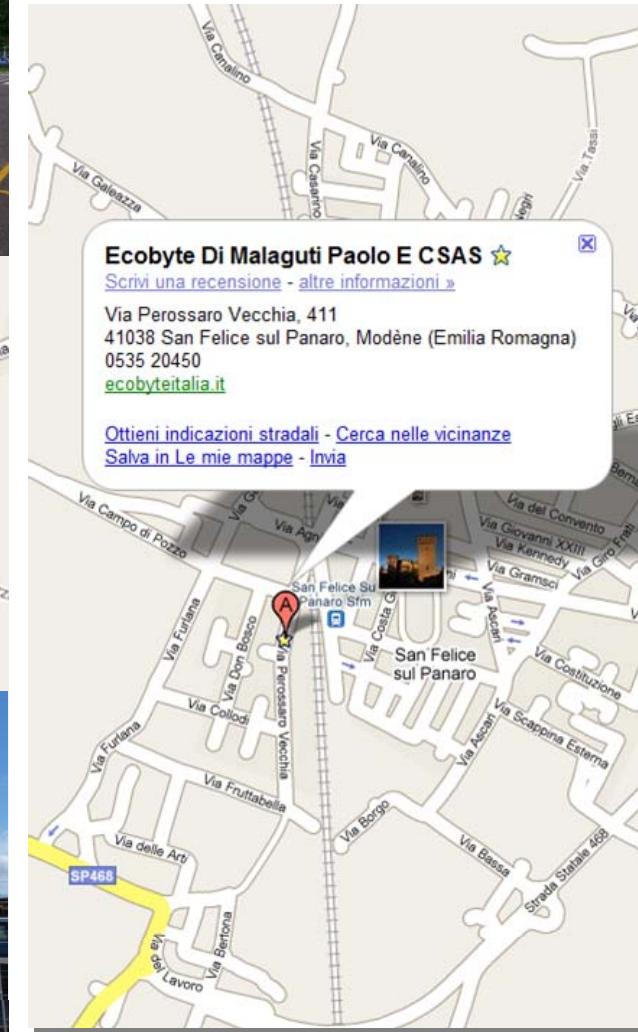 Via Canalino
Via Canalino
Via Casarino
Via Tassi
Negri
Via Galeazza
Ecobyte Di Malaguti Paolo E CSAS
Scrivi una recensione - altre informazioni »
Via Perossaro Vecchia, 411
41038 San Felice sul Panaro, Modène (Emilia Romagna)
0535 20450
ecobyteitalia.it
Ottieni indicazioni stradali - Cerca nelle vicinanze
Salva in Le mie mappe - Invia
Via Campo di Pozzo
Via del Convento
Via Giovanni XXIII
Via Kennedy
Via Gramsci
Via Giro Frati
San Felice Su
Panaro Sfm
A
Via Ascari
Via Furlana
Via Don Bosco
San Felice
sul Panaro
Via Costituzione
Via Collodi
Via Perossaro Vecchia
Via Furlana
Via Ascari
Via Scappina Esterna
Via Fruttabella
Via Borgo
Via delle Arti
Via Bassa
Strada Statale 468
SP468
Via Bertona
Via del Lavoro